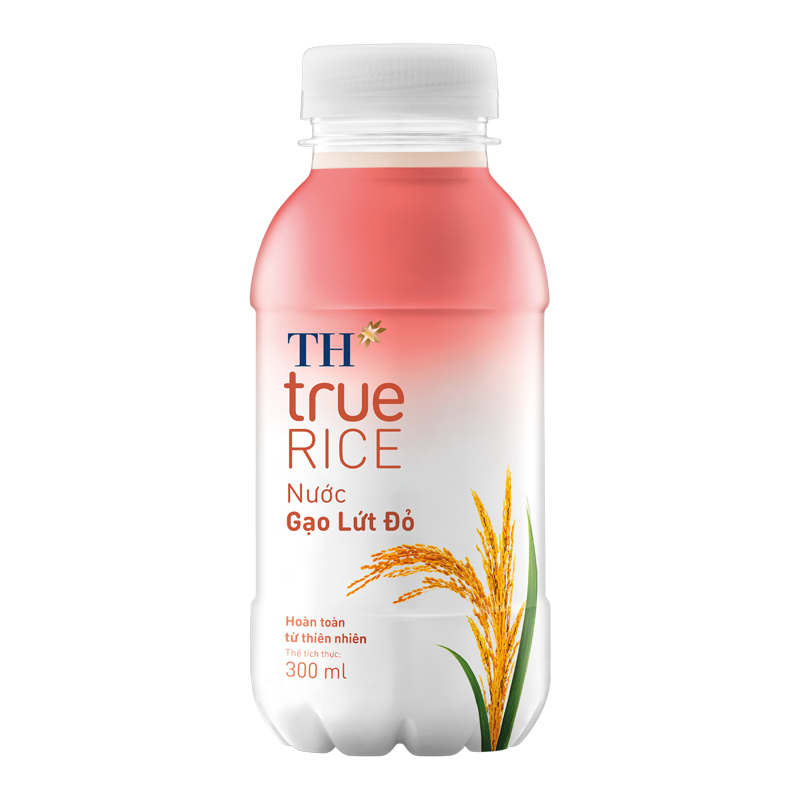 TH
true
RICE
Nước
Gạo Lứt Đỏ
Hoàn toàn
từ thiên nhiên
Thể tích thực:
300 ml